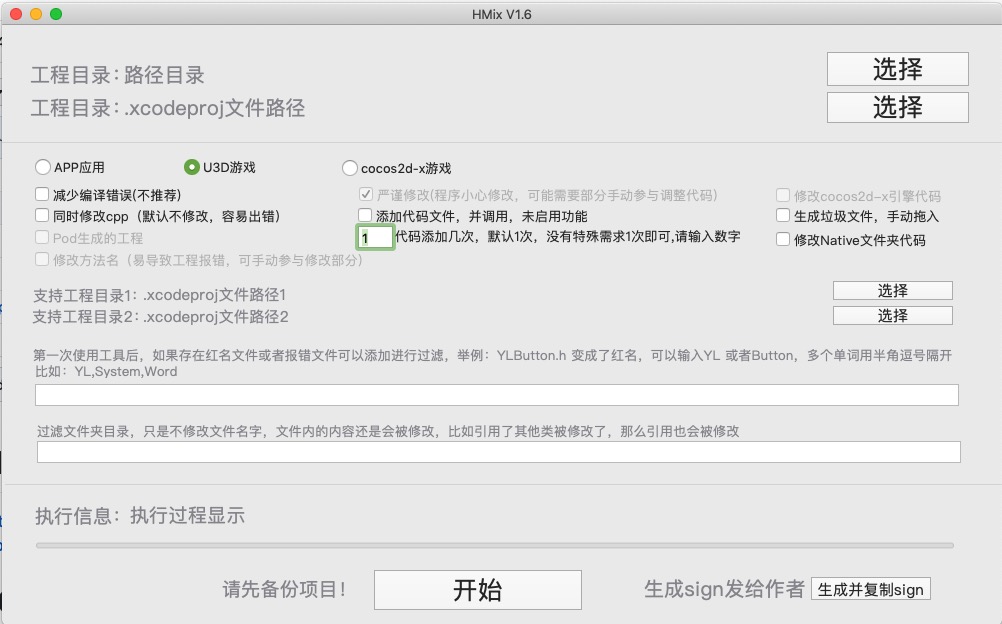 HMix V1.6
工程目录：路径目录
选择
工程目录：.xcodeproj文件路径
选择
APP应用
U3D游戏
cocos2d-x游戏
减少编译错误(不推荐)
严谨修改(程序小心修改，可能需要部分手动参与调整代码)
修改cocos2d-x引擎代码
同时修改cpp（默认不修改，容易出错）
添加代码文件，并调用，未启用功能
生成垃圾文件，手动拖入
Pod生成的工程
1
代码添加几次，默认1次，没有特殊需求1次即可,请输入数字
修改Native文件夹代码
修改方法名（易导致工程报错，可手动参与修改部分）
支持工程目录1：.xcodeproj文件路径1
选择
支持工程目录2：.xcodeproj文件路径2
选择
第一次使用工具后，如果存在红名文件或者报错文件可以添加进行过滤，举例：YLButton.h 变成了红名，可以输入YL 或者Button，多个单词用半角逗号隔开
比如：YL,System,Word
过滤文件夹目录，只是不修改文件名字，文件内的内容还是会被修改，比如引用了其他类被修改了，那么引用也会被修改
执行信息：执行过程显示
请先备份项目！
开始
生成sign发给作者
生成并复制sign